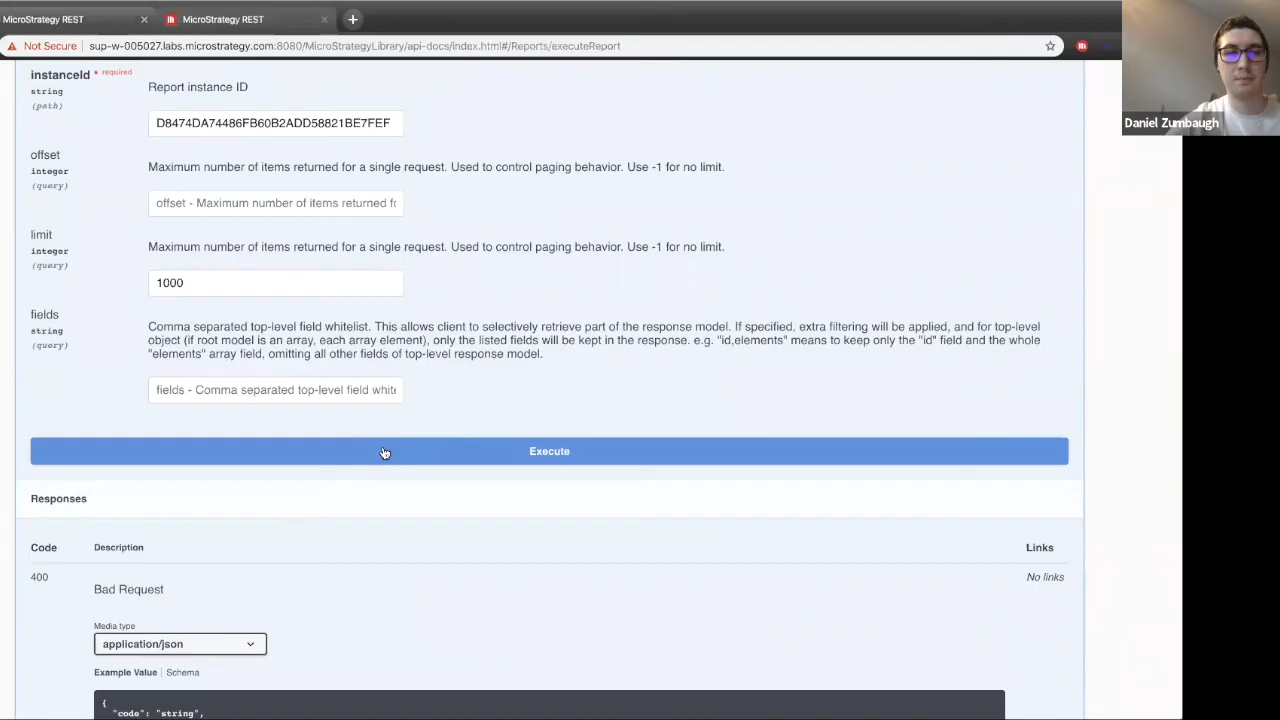 MicroStrategy REST
MicroStrategy REST
Not Secure
sup-w-005027.labs.microstrategy.com:8080/MicroStrategyLibrary/api-docs/index.html#/Reports/executeReport
Daniel Zumbaugh
instanceId * required
string
(path)
Report instance ID
D8474DA74486FB60B2ADD58821BE7FEF
offset
integer
(query)
Maximum number of items returned for a single request. Used to control paging behavior. Use -1 for no limit.
offset - Maximum number of items returned fo
limit
integer
(query)
Maximum number of items returned for a single request. Used to control paging behavior. Use -1 for no limit.
1000
fields
string
(query)
Comma separated top-level field whitelist. This allows client to selectively retrieve part of the response model. If specified, extra filtering will be applied, and for top-level
object (if root model is an array, each array element), only the listed fields will be kept in the response. e.g. "id,elements" means to keep only the "id" field and the whole
"elements" array field, omitting all other fields of top-level response model.
fields - Comma separated top-level field white
Execute
Responses
Code
Description
Links
400
Bad Request
No links
Media type
application/json
Example Value
Schema
{
"code": "string",